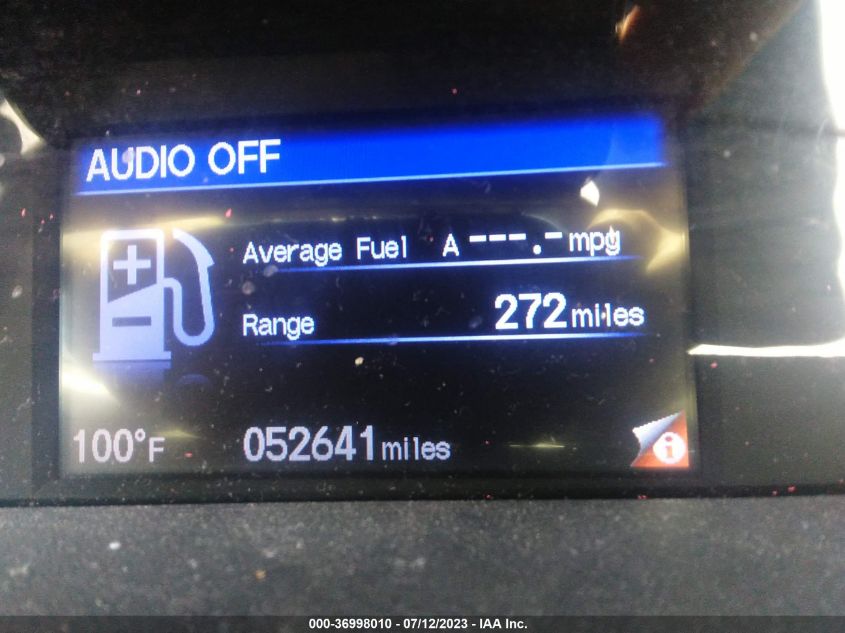 AUDIO OFF
Average Fuel A ---.- mpg
Range 272 miles
100°F 052641 miles
000-36998010 - 07/12/2023 - IAA Inc.